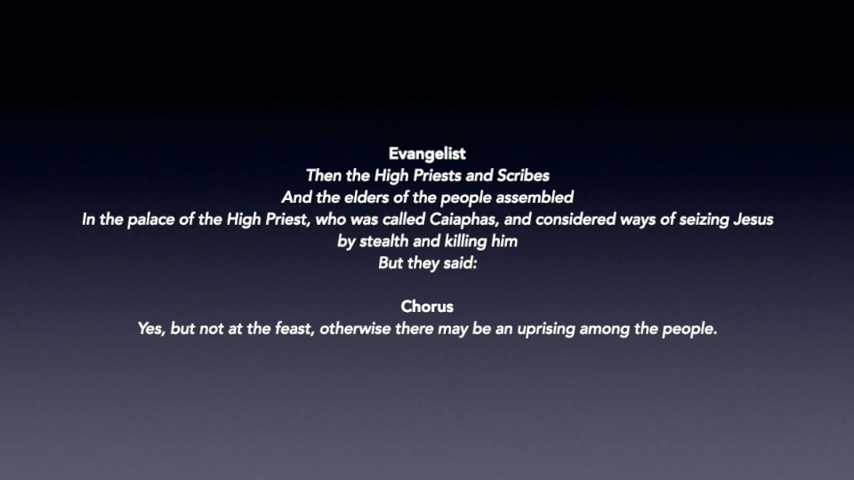 Evangelist
Then the High Priests and Scribes
And the elders of the people assembled
In the palace of the High Priest, who was called Caiaphas, and considered ways of seizing Jesus
by stealth and killing him
But they said:
Chorus
Yes, but not at the feast, otherwise there may be an uprising among the people.